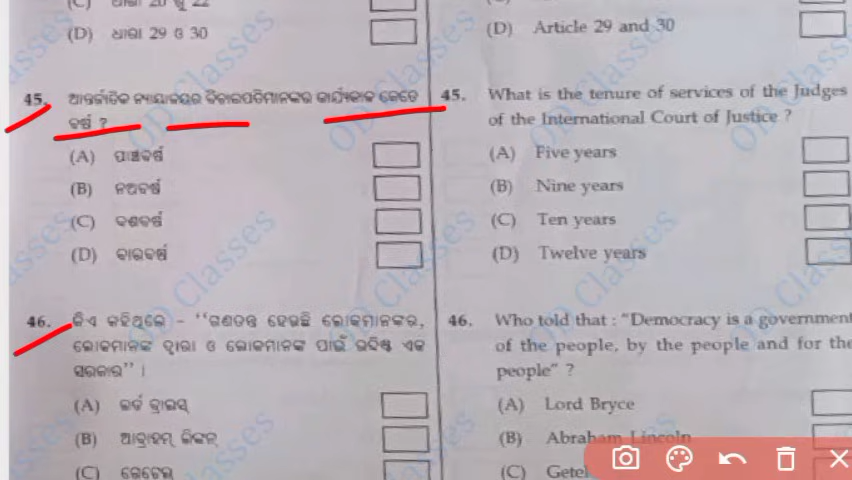 (D) ଧାରା 29 ଓ 30
45. ଆନ୍ତର୍ଜାତିକ ନ୍ୟାୟାଳୟର ବିଚାରପତିମାନଙ୍କର କାର୍ଯ୍ୟକାଳ କେତେ
ବର୍ଷ ?
(A) ପାଞ୍ଚବର୍ଷ
(B) ନଅବର୍ଷ
(C) ଦଶବର୍ଷ
(D) ବାରବର୍ଷ
46. କିଏ କହିଥିଲେ – ‘‘ଗଣତନ୍ତ୍ର ହେଉଛି ଲୋକମାନଙ୍କର,
ଲୋକମାନଙ୍କ ଦ୍ୱାରା ଓ ଲୋକମାନଙ୍କ ପାଇଁ ଉଦ୍ଦିଷ୍ଟ ଏକ
ସରକାର’’ ।
(A) ଲର୍ଡ ବ୍ରାଇସ୍
(B) ଆବ୍ରାହମ୍ ଲିଙ୍କନ୍
(C) ଗେଟେଲ୍
(D) Article 29 and 30
45. What is the tenure of services of the Judges
of the International Court of Justice ?
(A) Five years
(B) Nine years
(C) Ten years
(D) Twelve years
46. Who told that : "Democracy is a government
of the people, by the people and for the
people" ?
(A) Lord Bryce
(B) Abraham Lincoln
(C) Getel
OD Classes